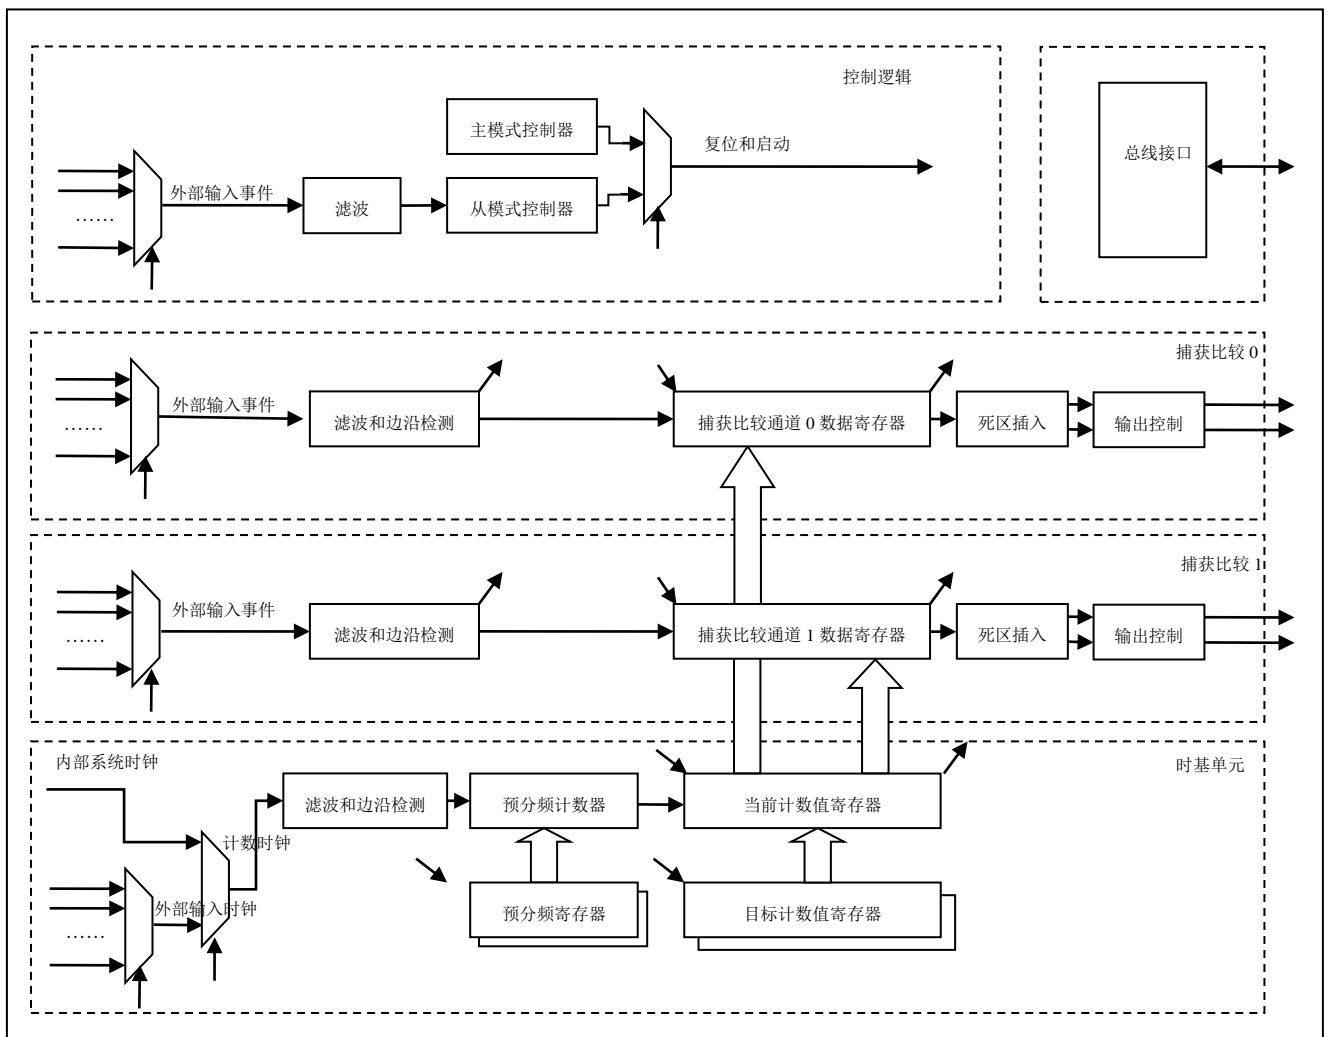 控制逻辑
主模式控制器
复位和启动
总线接口
外部输入事件
滤波
从模式控制器
……
捕获比较 0
外部输入事件
滤波和边沿检测
捕获比较通道 0 数据寄存器
死区插入
输出控制
……
捕获比较 1
外部输入事件
滤波和边沿检测
捕获比较通道 1 数据寄存器
死区插入
输出控制
……
内部系统时钟
时基单元
滤波和边沿检测
预分频计数器
当前计数值寄存器
计数时钟
外部输入时钟
预分频寄存器
目标计数值寄存器
……